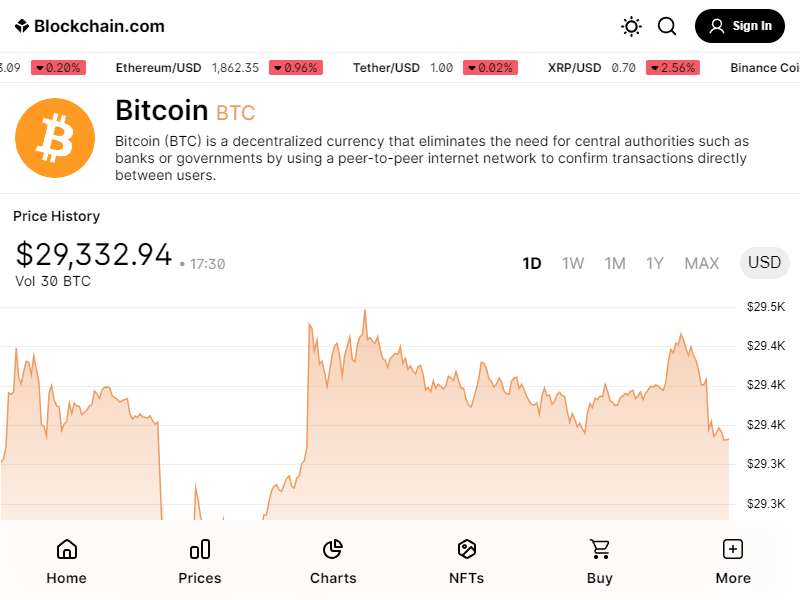 Blockchain.com
Sign In
3.09 0.20% Ethereum/USD 1,862.35 0.96% Tether/USD 1.00 0.02% XRP/USD 0.70 2.56% Binance Coi
Bitcoin BTC
Bitcoin (BTC) is a decentralized currency that eliminates the need for central authorities such as
banks or governments by using a peer-to-peer internet network to confirm transactions directly
between users.
Price History
$29,332.94 • 17:30
Vol 30 BTC
1D 1W 1M 1Y MAX USD
$29.5K
$29.4K
$29.4K
$29.4K
$29.3K
$29.3K
Home Prices Charts NFTs Buy More